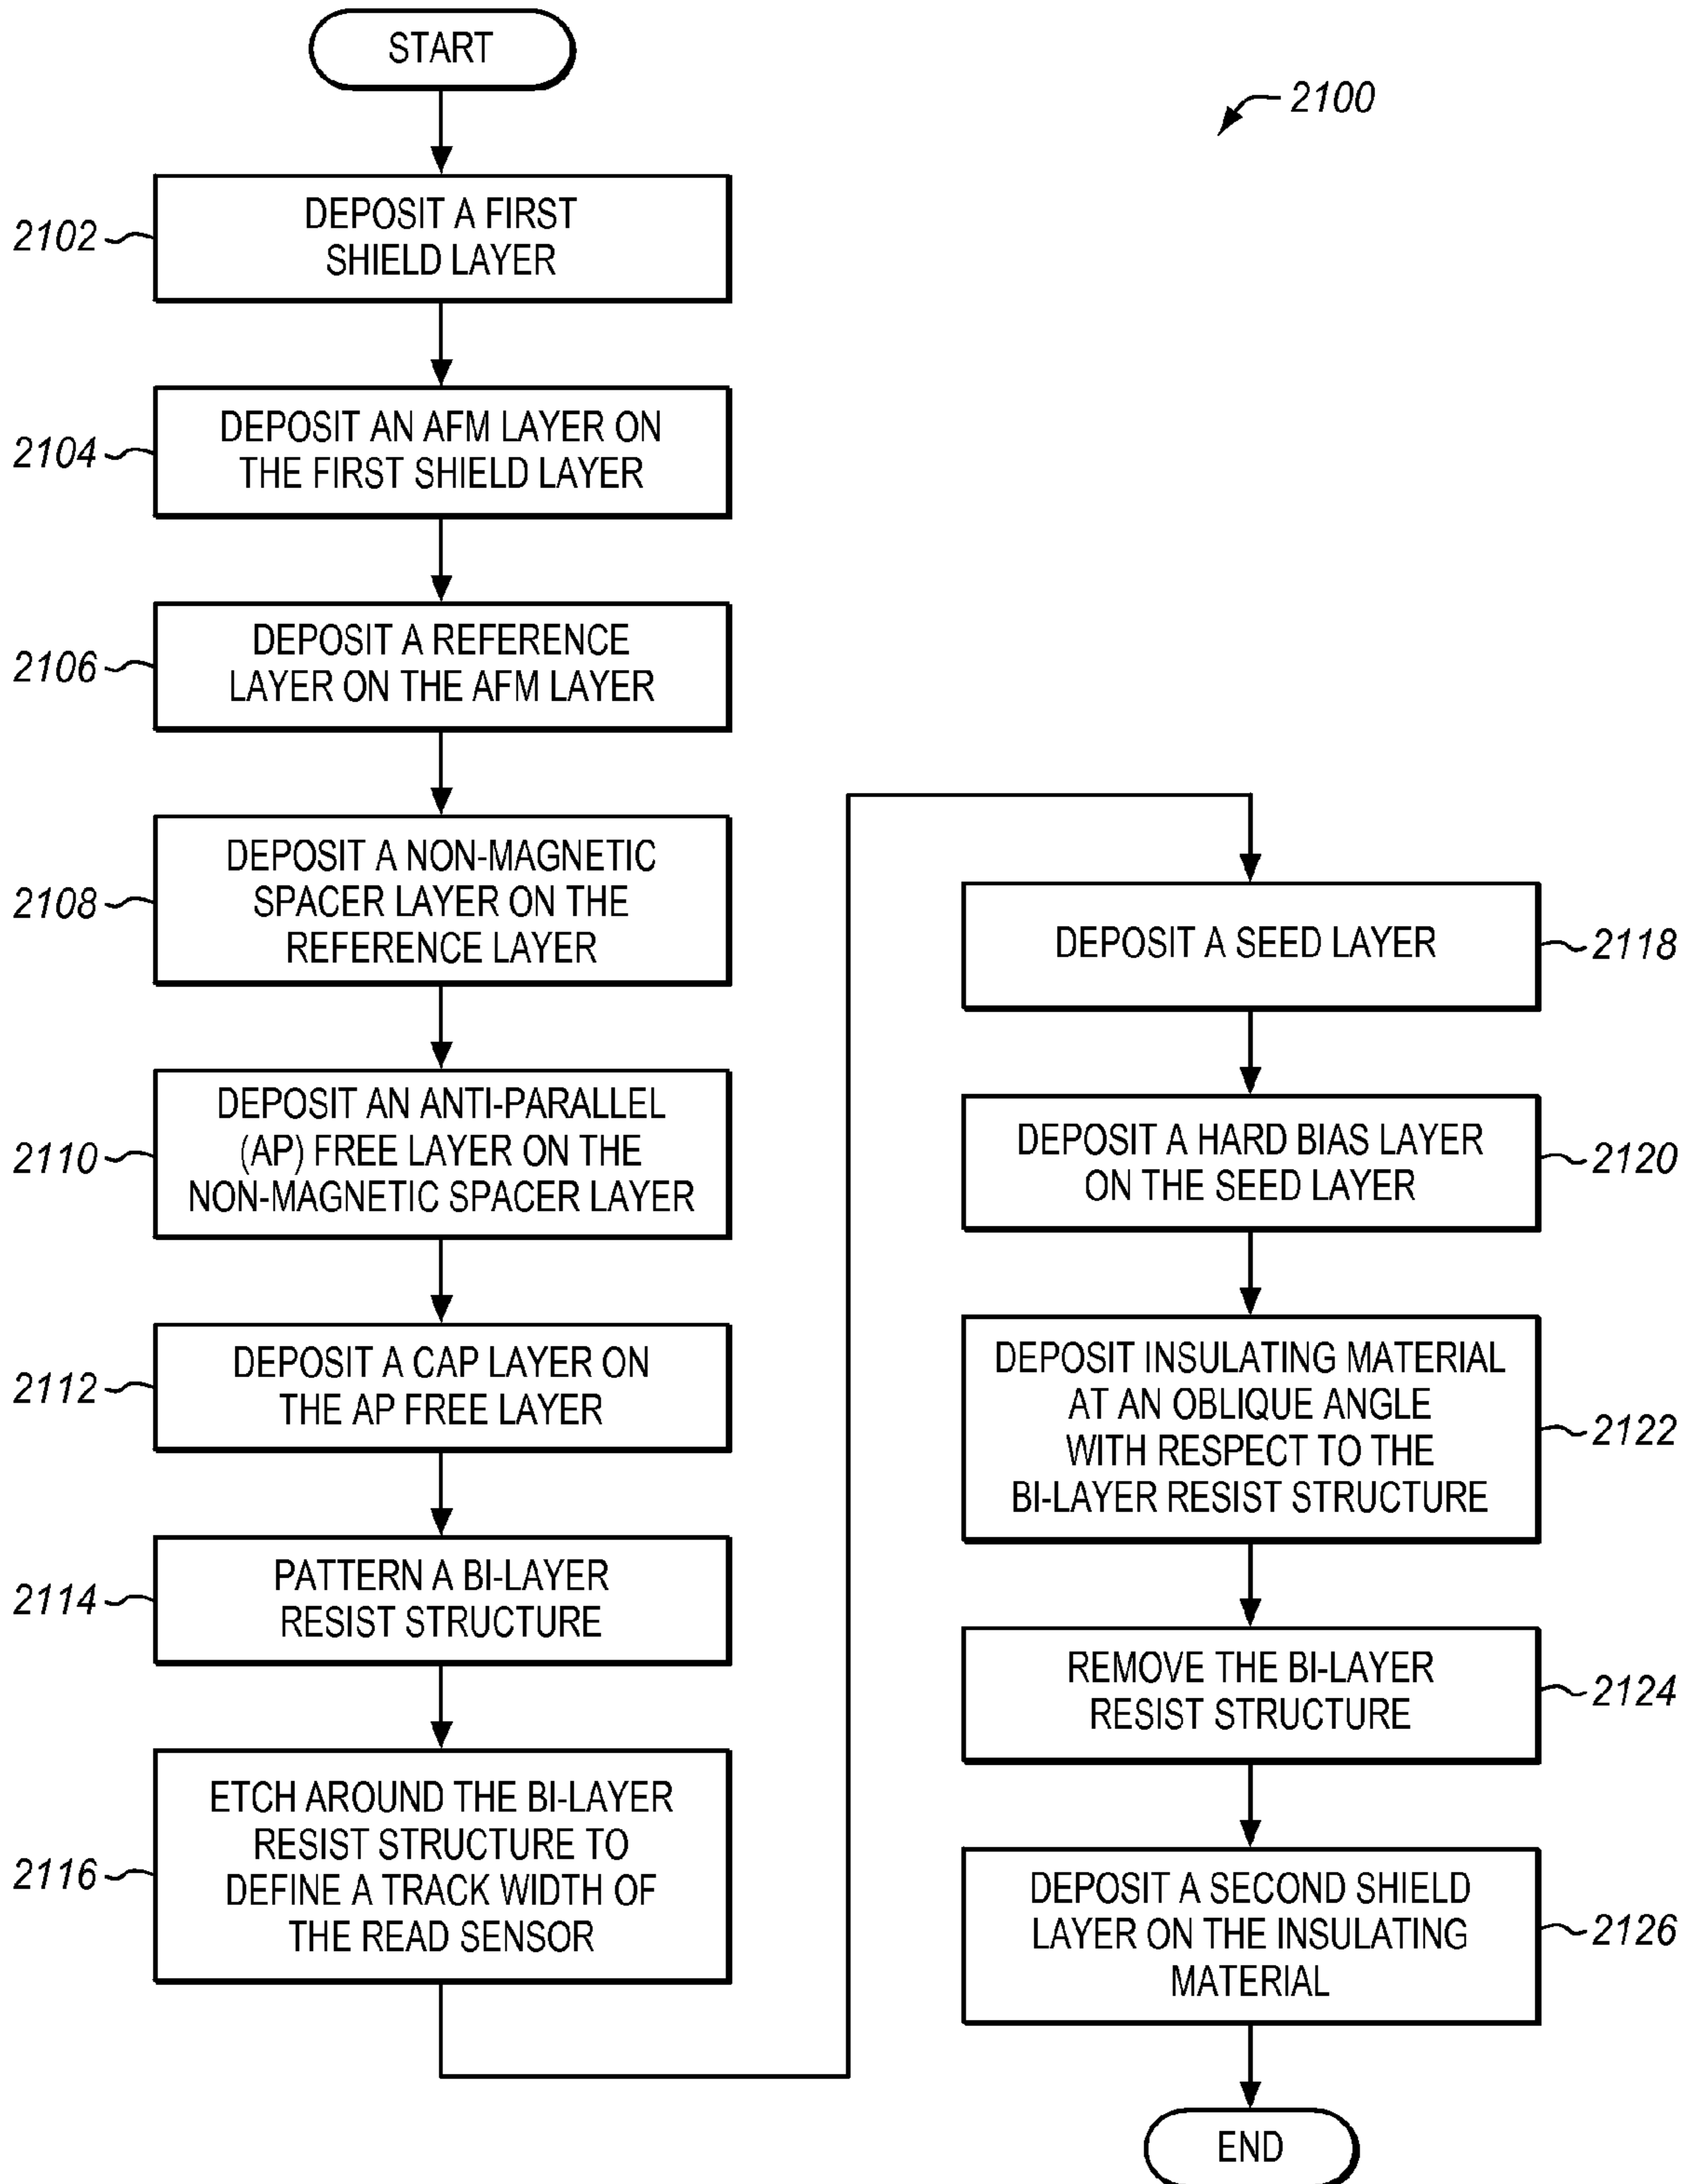 START
2100
2102
DEPOSIT A FIRST
SHIELD LAYER
2104
DEPOSIT AN AFM LAYER ON
THE FIRST SHIELD LAYER
2106
DEPOSIT A REFERENCE
LAYER ON THE AFM LAYER
2108
DEPOSIT A NON-MAGNETIC
SPACER LAYER ON THE
REFERENCE LAYER
2110
DEPOSIT AN ANTI-PARALLEL
(AP) FREE LAYER ON THE
NON-MAGNETIC SPACER LAYER
2112
DEPOSIT A CAP LAYER ON
THE AP FREE LAYER
2114
PATTERN A BI-LAYER
RESIST STRUCTURE
2116
ETCH AROUND THE BI-LAYER
RESIST STRUCTURE TO
DEFINE A TRACK WIDTH OF
THE READ SENSOR
DEPOSIT A SEED LAYER
2118
DEPOSIT A HARD BIAS LAYER
ON THE SEED LAYER
2120
DEPOSIT INSULATING MATERIAL
AT AN OBLIQUE ANGLE
WITH RESPECT TO THE
BI-LAYER RESIST STRUCTURE
2122
REMOVE THE BI-LAYER
RESIST STRUCTURE
2124
DEPOSIT A SECOND SHIELD
LAYER ON THE INSULATING
MATERIAL
2126
END